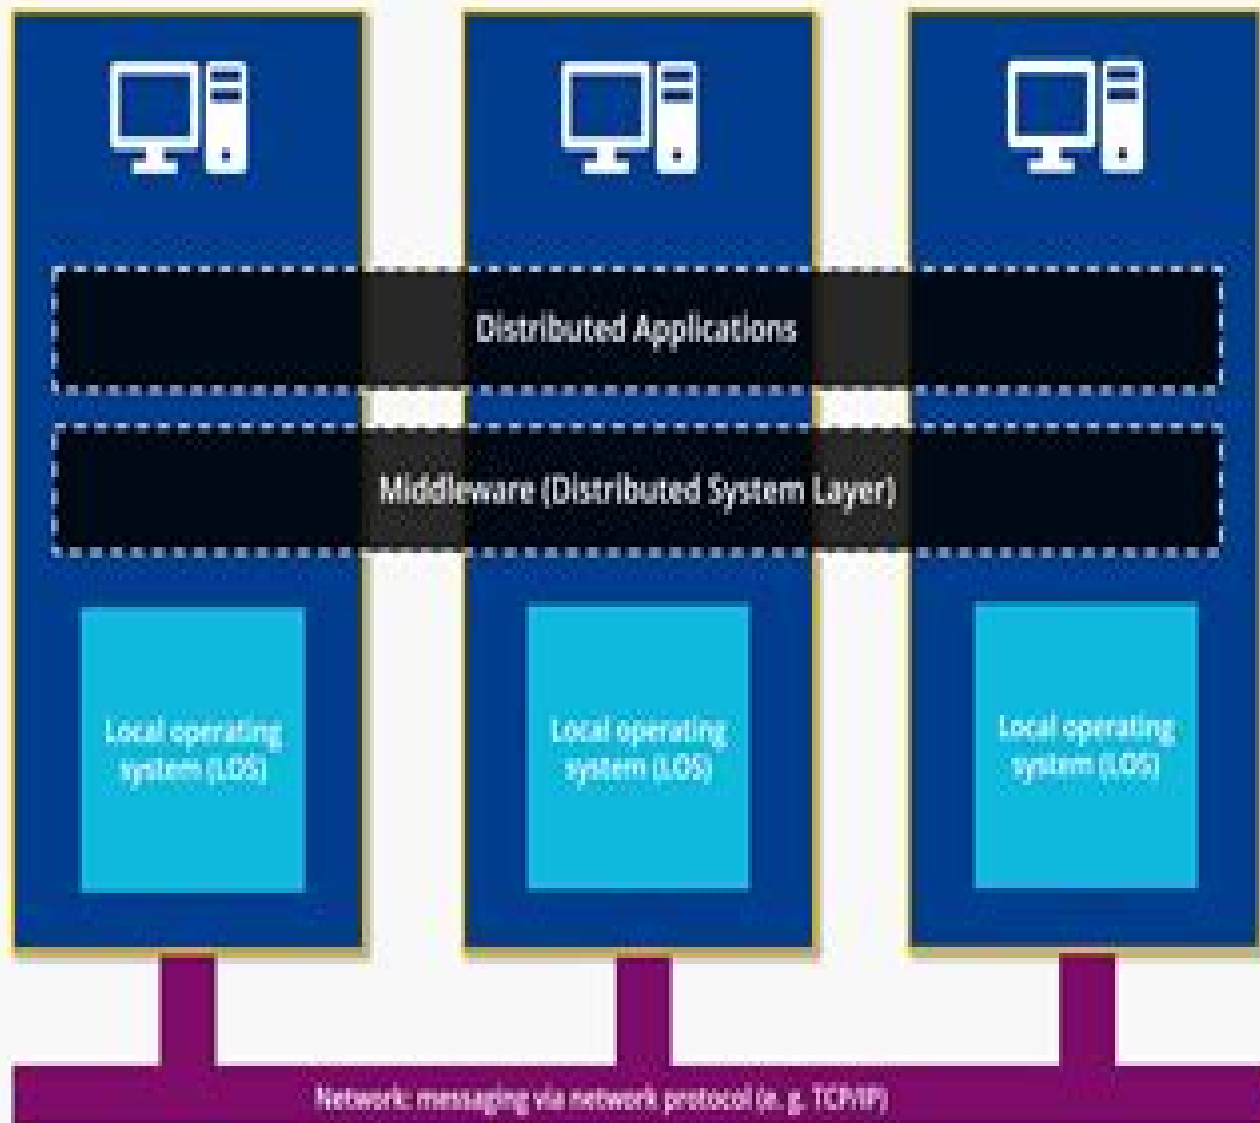 Distributed Applications
Middleware (Distributed System Layer)
Local operating
system (LOS)
Local operating
system (LOS)
Local operating
system (LOS)
Network: messaging via network protocol (e. g. TCP/IP)